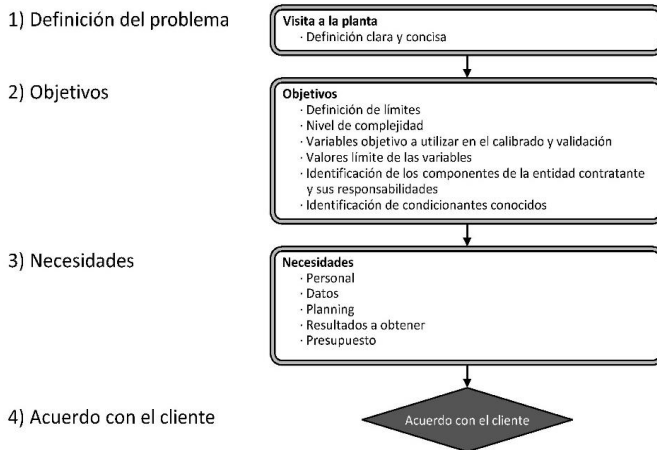 1) Definición del problema
Visita a la planta
· Definición clara y concisa
2) Objetivos
Objetivos
· Definición de límites
· Nivel de complejidad
· Variables objetivo a utilizar en el calibrado y validación
· Valores límite de las variables
· Identificación de los componentes de la entidad contratante
y sus responsabilidades
· Identificación de condicionantes conocidos
3) Necesidades
Necesidades
· Personal
· Datos
· Planning
· Resultados a obtener
· Presupuesto
4) Acuerdo con el cliente
Acuerdo con el cliente